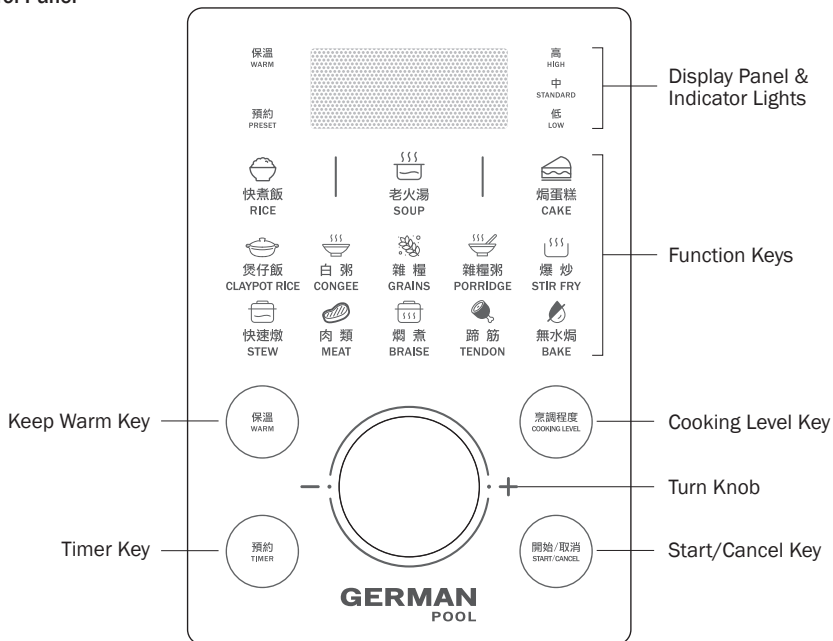 保溫
WARM
預約
PRESET
高
HIGH
中
STANDARD
低
LOW
Display Panel &
Indicator Lights
快煮飯
RICE
老火湯
SOUP
焗蛋糕
CAKE
煲仔飯
CLAYPOT RICE
白 粥
CONGEE
雜 糧
GRAINS
雜糧粥
PORRIDGE
爆 炒
STIR FRY
快速燉
STEW
肉 類
MEAT
燜 煮
BRAISE
蹄 筋
TENDON
無水焗
BAKE
Function Keys
Keep Warm Key
保溫
WARM
烹調程度
COOKING LEVEL
Cooking Level Key
− +
Turn Knob
Timer Key
預約
TIMER
開始/取消
START/CANCEL
Start/Cancel Key
GERMAN
POOL